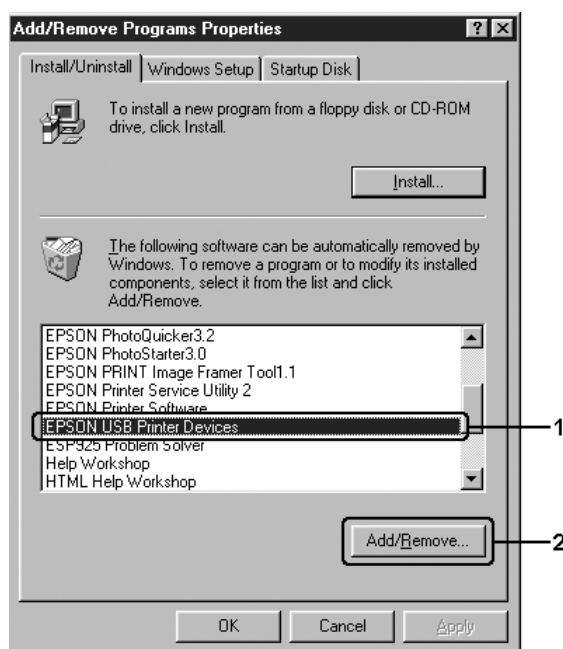 Add/Remove Programs Properties
Install/Uninstall Windows Setup Startup Disk
To install a new program from a floppy disk or CD-ROM
drive, click Install.
Install...
The following software can be automatically removed by
Windows. To remove a program or to modify its installed
components, select it from the list and click
Add/Remove.
EPSON PhotoQuicker3.2
EPSON PhotoStarter3.0
EPSON PRINT Image Framer Tool1.1
EPSON Printer Service Utility 2
EPSON Printer Software
EPSON USB Printer Devices
1
ESP925 Problem Solver
Help Workshop
HTML Help Workshop
Add/Remove...
2
OK Cancel Apply